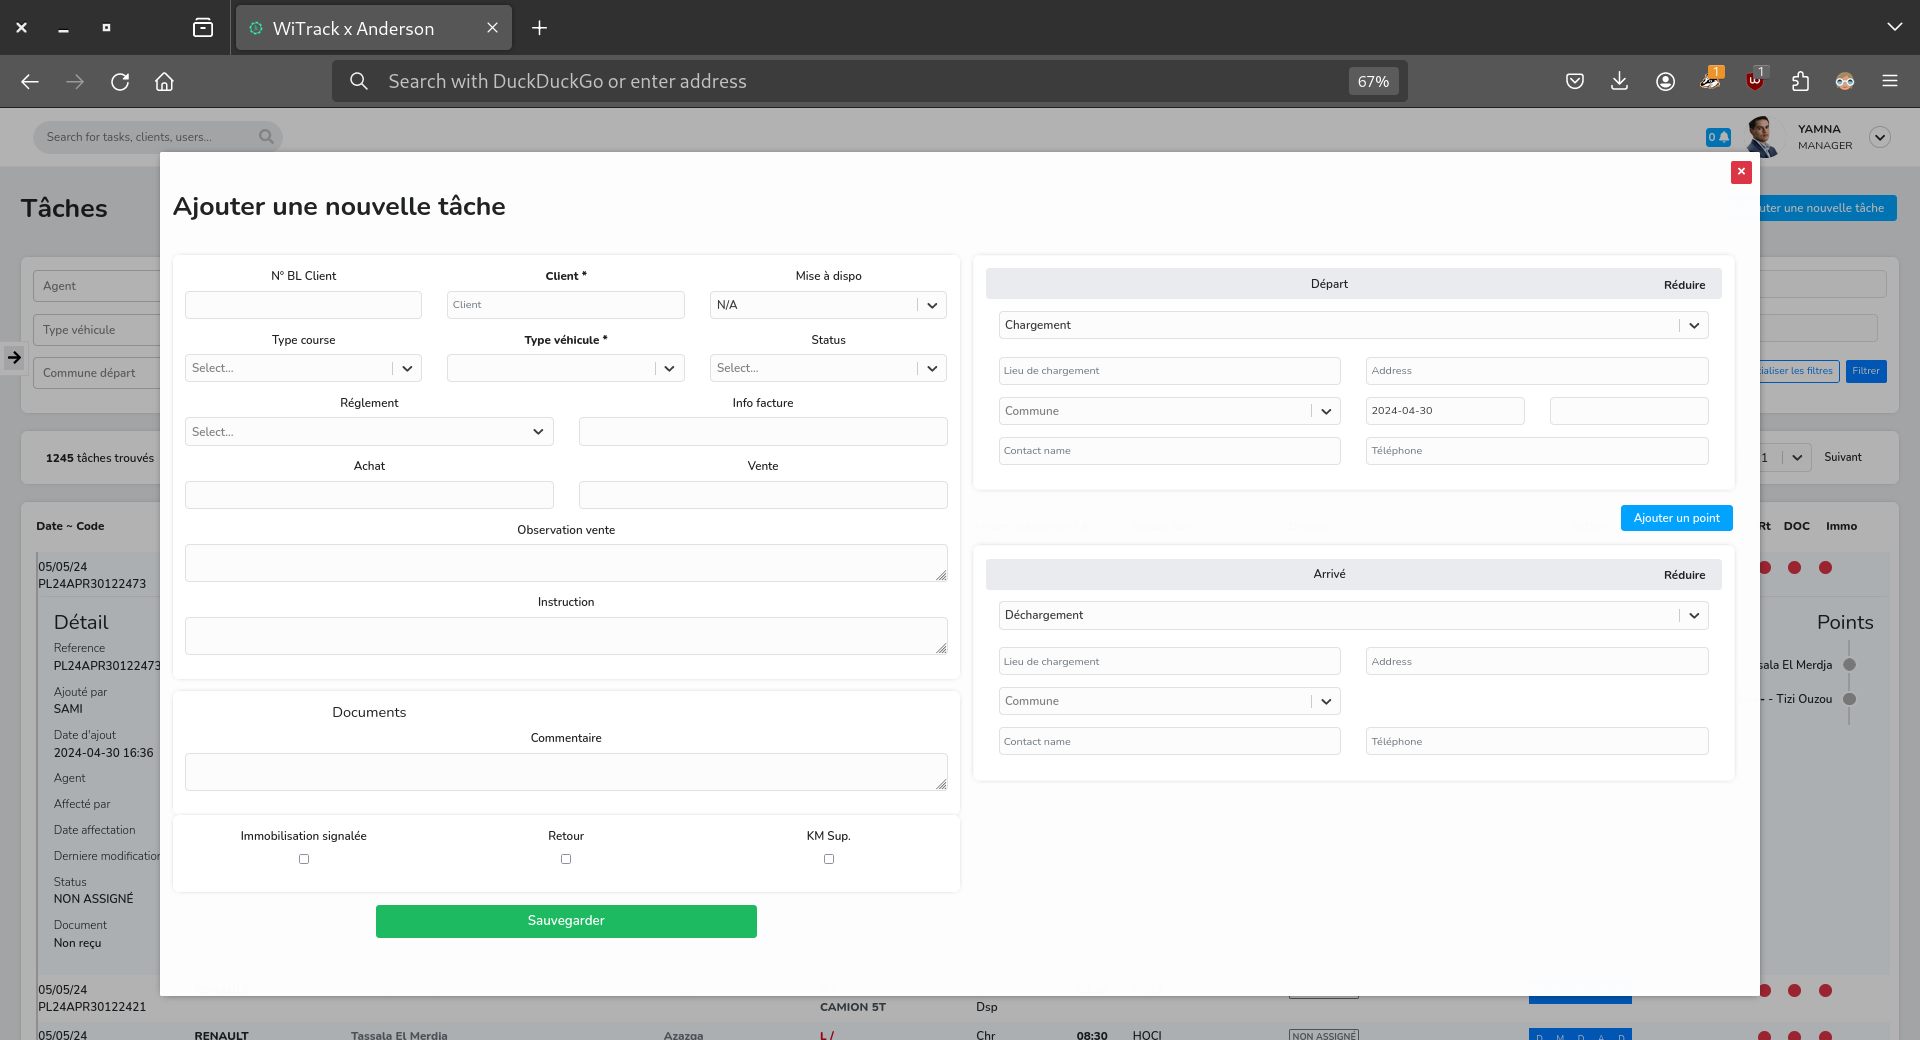 WiTrack x Anderson
Search with DuckDuckGo or enter address
67%
1
1
Search for tasks, clients, users...
0
YAMNA
MANAGER
Tâches
uter une nouvelle tâche
Agent
Type véhicule
Commune départ
ialiser les filtres
Filtrer
1245 tâches trouvés
1
Suivant
Date ~ Code
Rt DOC Immo
05/05/24
PL24APR30122473
Détail
Reference
PL24APR30122473
Ajouté par
SAMI
Date d'ajout
2024-04-30 16:36
Agent
Affecté par
Date affectation
Derniere modification
Status
NON ASSIGNÉ
Document
Non reçu
Points
sala El Merdja
- - Tizi Ouzou
Ajouter une nouvelle tâche
N° BL Client
Client *
Mise à dispo
Client
N/A
Type course
Type véhicule *
Status
Select...
Select...
Réglement
Info facture
Select...
Achat
Vente
Observation vente
Instruction
Documents
Commentaire
Immobilisation signalée
Retour
KM Sup.
Sauvegarder
Départ
Réduire
Chargement
Lieu de chargement
Address
Commune
2024-04-30
Contact name
Téléphone
Ajouter un point
Arrivé
Réduire
Déchargement
Lieu de chargement
Address
Commune
Contact name
Téléphone
05/05/24
PL24APR30122421
CAMION 5T
Dsp
05/05/24
RENAULT
Tassala El Merdja
Azazga
L /
Chr
08:30
HOCI
NON ASSIGNÉ
D M D A D